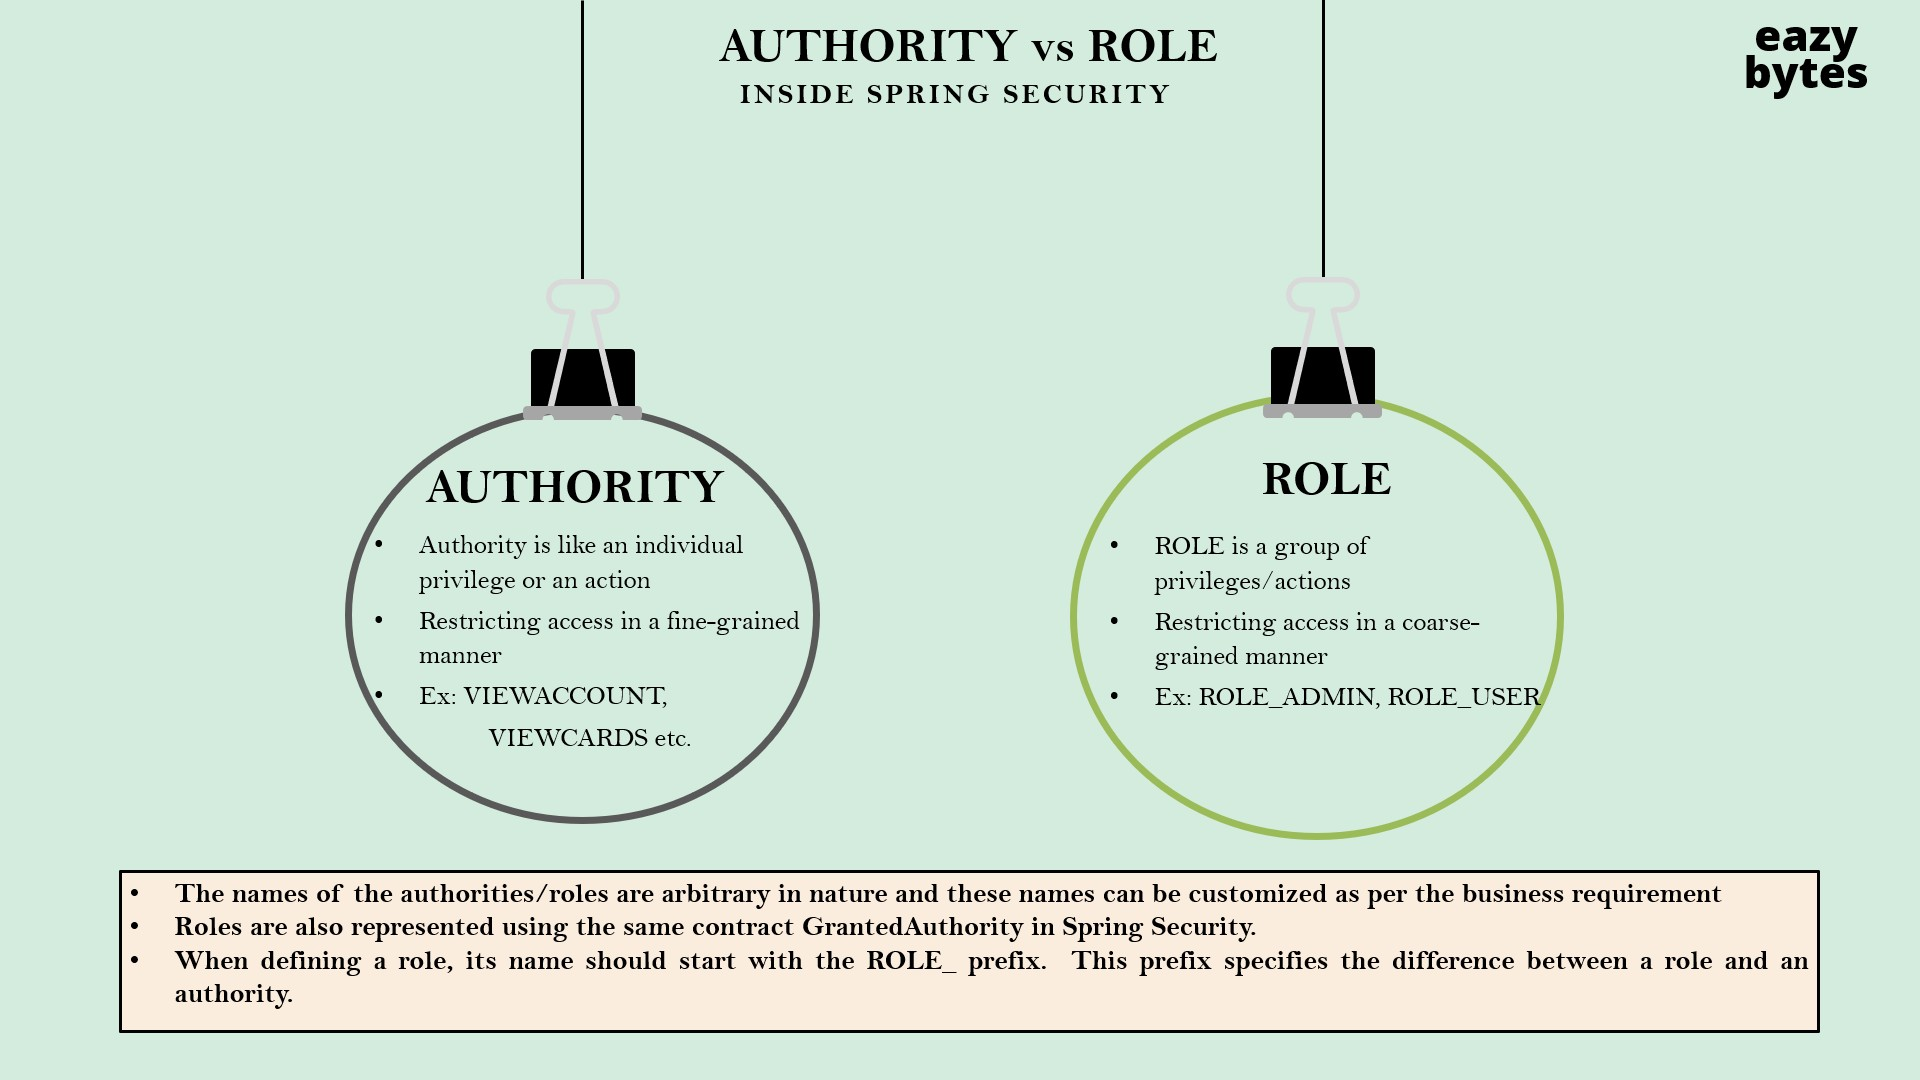 AUTHORITY vs ROLE
INSIDE SPRING SECURITY
eazy
bytes
AUTHORITY
• Authority is like an individual
privilege or an action
• Restricting access in a fine-grained
manner
• Ex: VIEWACCOUNT,
VIEWCARDS etc.
ROLE
• ROLE is a group of
privileges/actions
• Restricting access in a coarse-
grained manner
• Ex: ROLE_ADMIN, ROLE_USER
• The names of the authorities/roles are arbitrary in nature and these names can be customized as per the business requirement
• Roles are also represented using the same contract GrantedAuthority in Spring Security.
• When defining a role, its name should start with the ROLE_ prefix. This prefix specifies the difference between a role and an
authority.